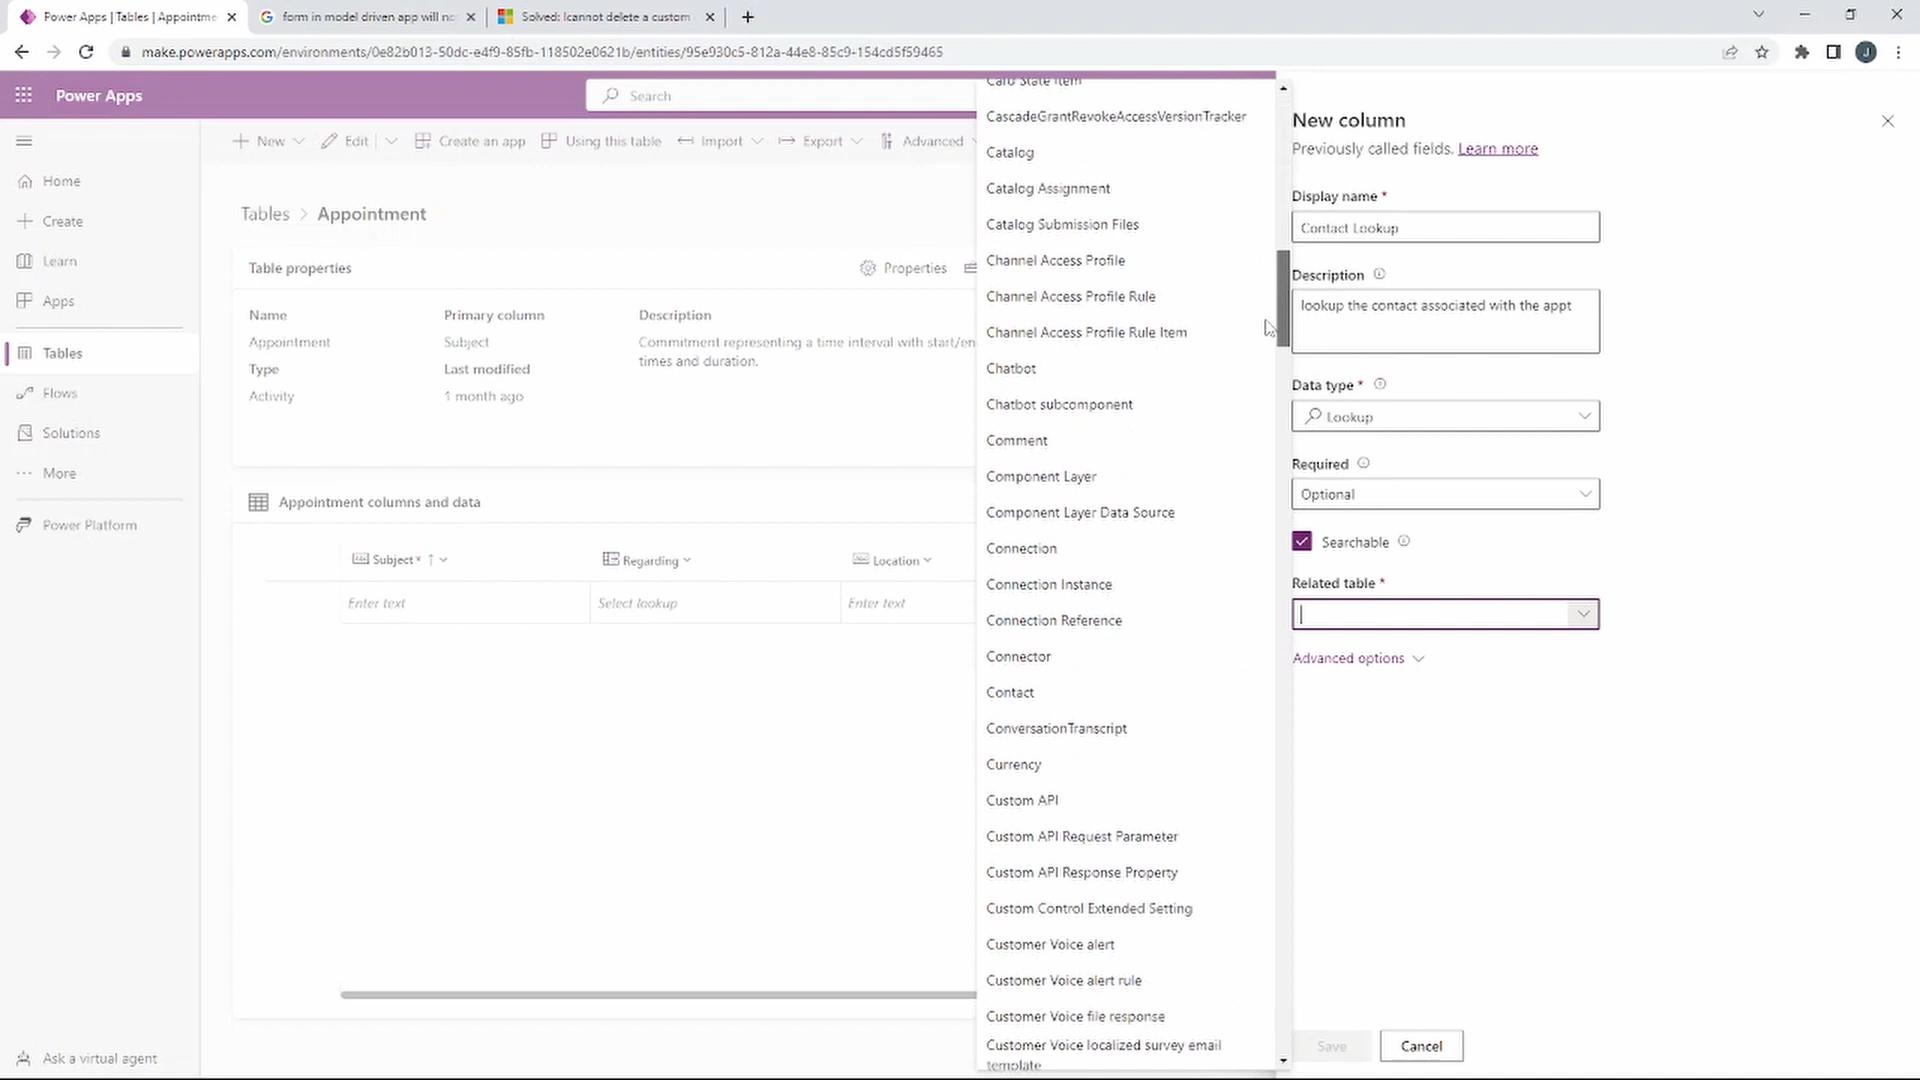 Power Apps | Tables | Appointme
form in model driven app will no
Solved: Icannot delete a custom
make.powerapps.com/environments/0e82b013-50dc-e4f9-85fb-118502e0621b/entities/95e930c5-812a-44e8-85c9-154cd5f59465
J
Power Apps
Search
New
Edit
Create an app
Using this table
Import
Export
Advanced
Home
Create
Learn
Apps
Tables
Flows
Solutions
More
Power Platform
Ask a virtual agent
Tables > Appointment
Table properties
Properties
Name
Primary column
Description
Appointment
Subject
Commitment representing a time interval with start/en
times and duration.
Type
Last modified
Activity
1 month ago
Appointment columns and data
Subject *
Regarding
Location
Enter text
Select lookup
Enter text
Card State Item
CascadeGrantRevokeAccessVersionTracker
Catalog
Catalog Assignment
Catalog Submission Files
Channel Access Profile
Channel Access Profile Rule
Channel Access Profile Rule Item
Chatbot
Chatbot subcomponent
Comment
Component Layer
Component Layer Data Source
Connection
Connection Instance
Connection Reference
Connector
Contact
ConversationTranscript
Currency
Custom API
Custom API Request Parameter
Custom API Response Property
Custom Control Extended Setting
Customer Voice alert
Customer Voice alert rule
Customer Voice file response
Customer Voice localized survey email
template
New column
Previously called fields. Learn more
Display name *
Contact Lookup
Description
lookup the contact associated with the appt
Data type *
Lookup
Required
Optional
Searchable
Related table *
Advanced options
Save
Cancel